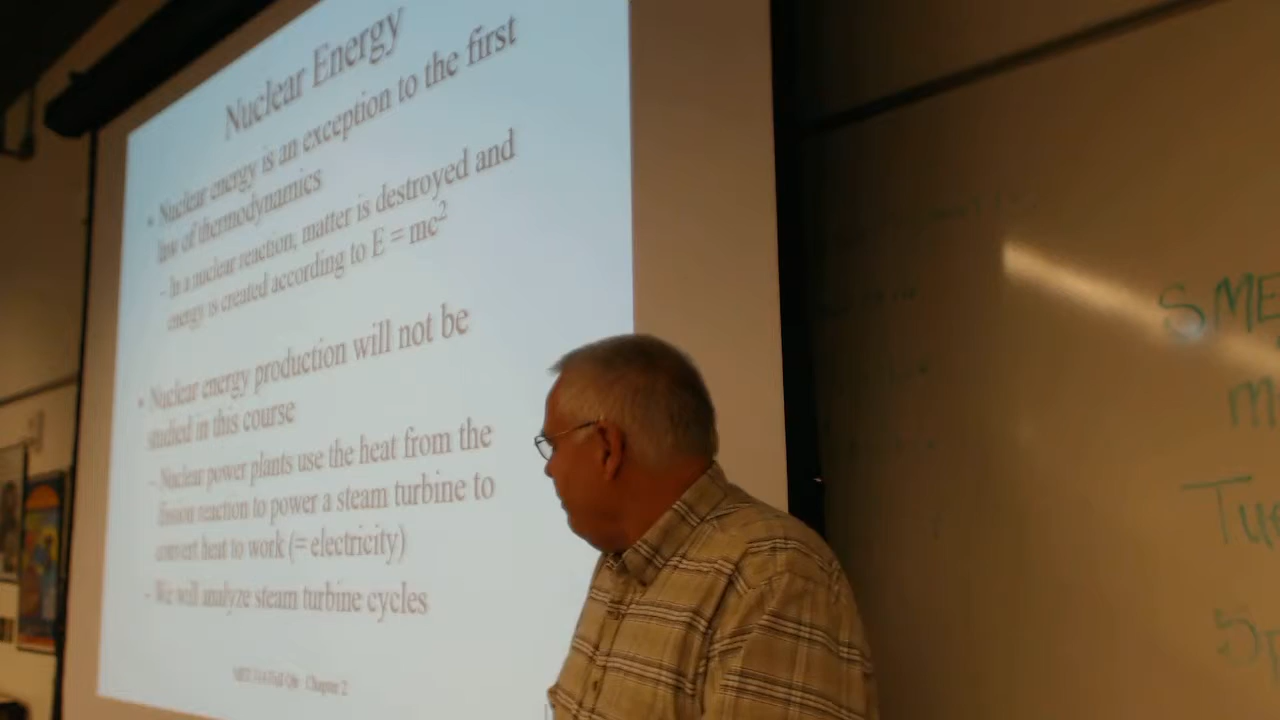 Nuclear Energy
• Nuclear energy is an exception to the first
law of thermodynamics
- In a nuclear reaction, matter is destroyed and
energy is created according to E = mc²
• Nuclear energy production will not be
studied in this course
- Nuclear power plants use the heat from the
fission reaction to power a steam turbine to
convert heat to work (= electricity)
- We will analyze steam turbine cycles
Chapter 2
SME
m
Tue
5p